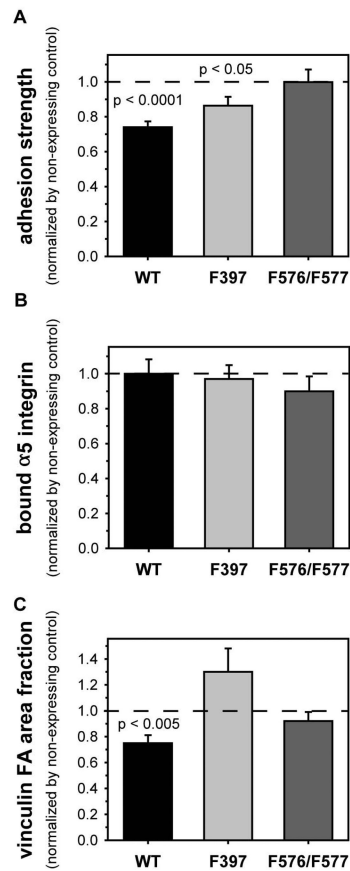 A
adhesion strength
(normalized by non-expressing control)
1.0
0.8
0.6
0.4
0.2
0.0
p < 0.0001
p < 0.05
WT F397 F576/F577
B
bound α5 integrin
(normalized by non-expressing control)
1.0
0.8
0.6
0.4
0.2
0.0
WT F397 F576/F577
C
vinculin FA area fraction
(normalized by non-expressing control)
1.4
1.2
1.0
0.8
0.6
0.4
0.2
0.0
p < 0.005
WT F397 F576/F577